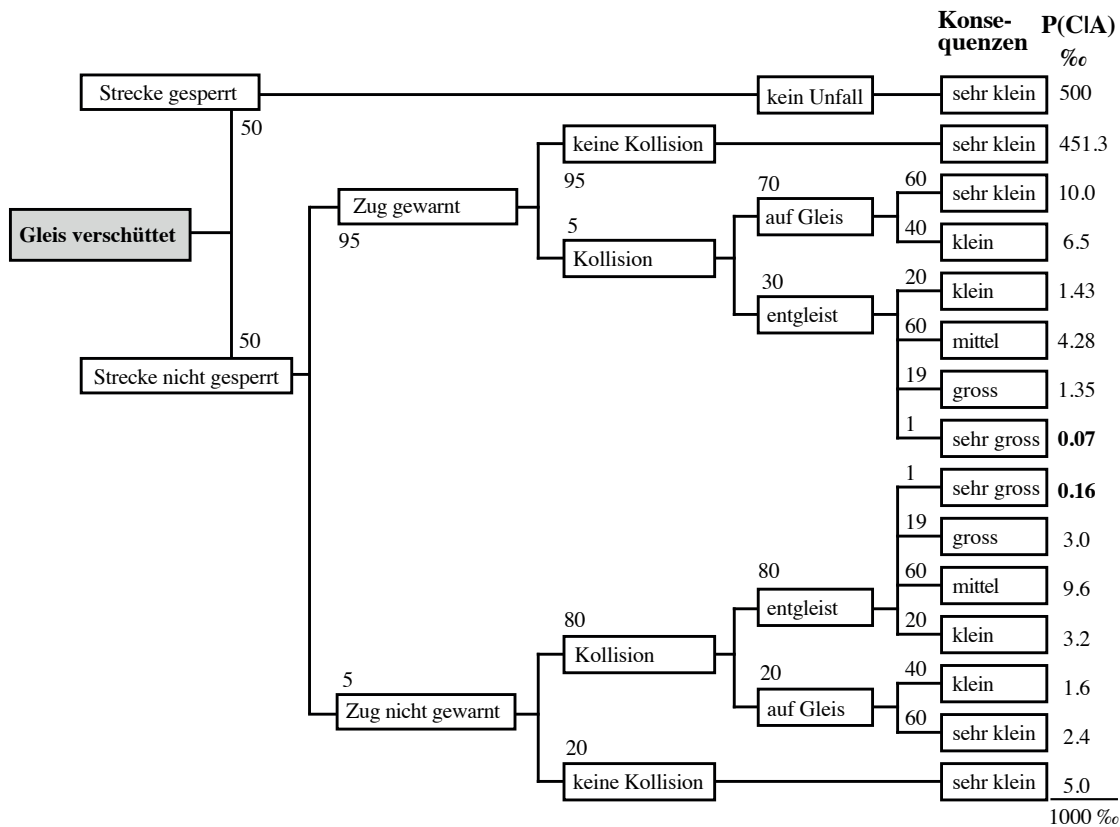 Konse-
quenzen
P(C|A)
‰
Strecke gesperrt
kein Unfall
sehr klein
500
50
keine Kollision
sehr klein
451.3
95
Zug gewarnt
95
70
60
sehr klein
10.0
auf Gleis
Gleis verschüttet
5
Kollision
40
klein
6.5
30
20
klein
1.43
entgleist
50
60
mittel
4.28
Strecke nicht gesperrt
19
gross
1.35
1
sehr gross
0.07
1
sehr gross
0.16
19
gross
3.0
80
entgleist
60
mittel
9.6
80
Kollision
20
klein
3.2
20
auf Gleis
40
klein
1.6
5
Zug nicht gewarnt
60
sehr klein
2.4
20
keine Kollision
sehr klein
5.0
1000 ‰